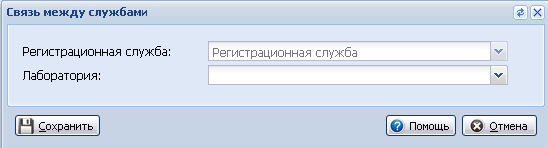 Связь между службами
Регистрационная служба: Регистрационная служба
Лаборатория:
Сохранить Помощь Отмена